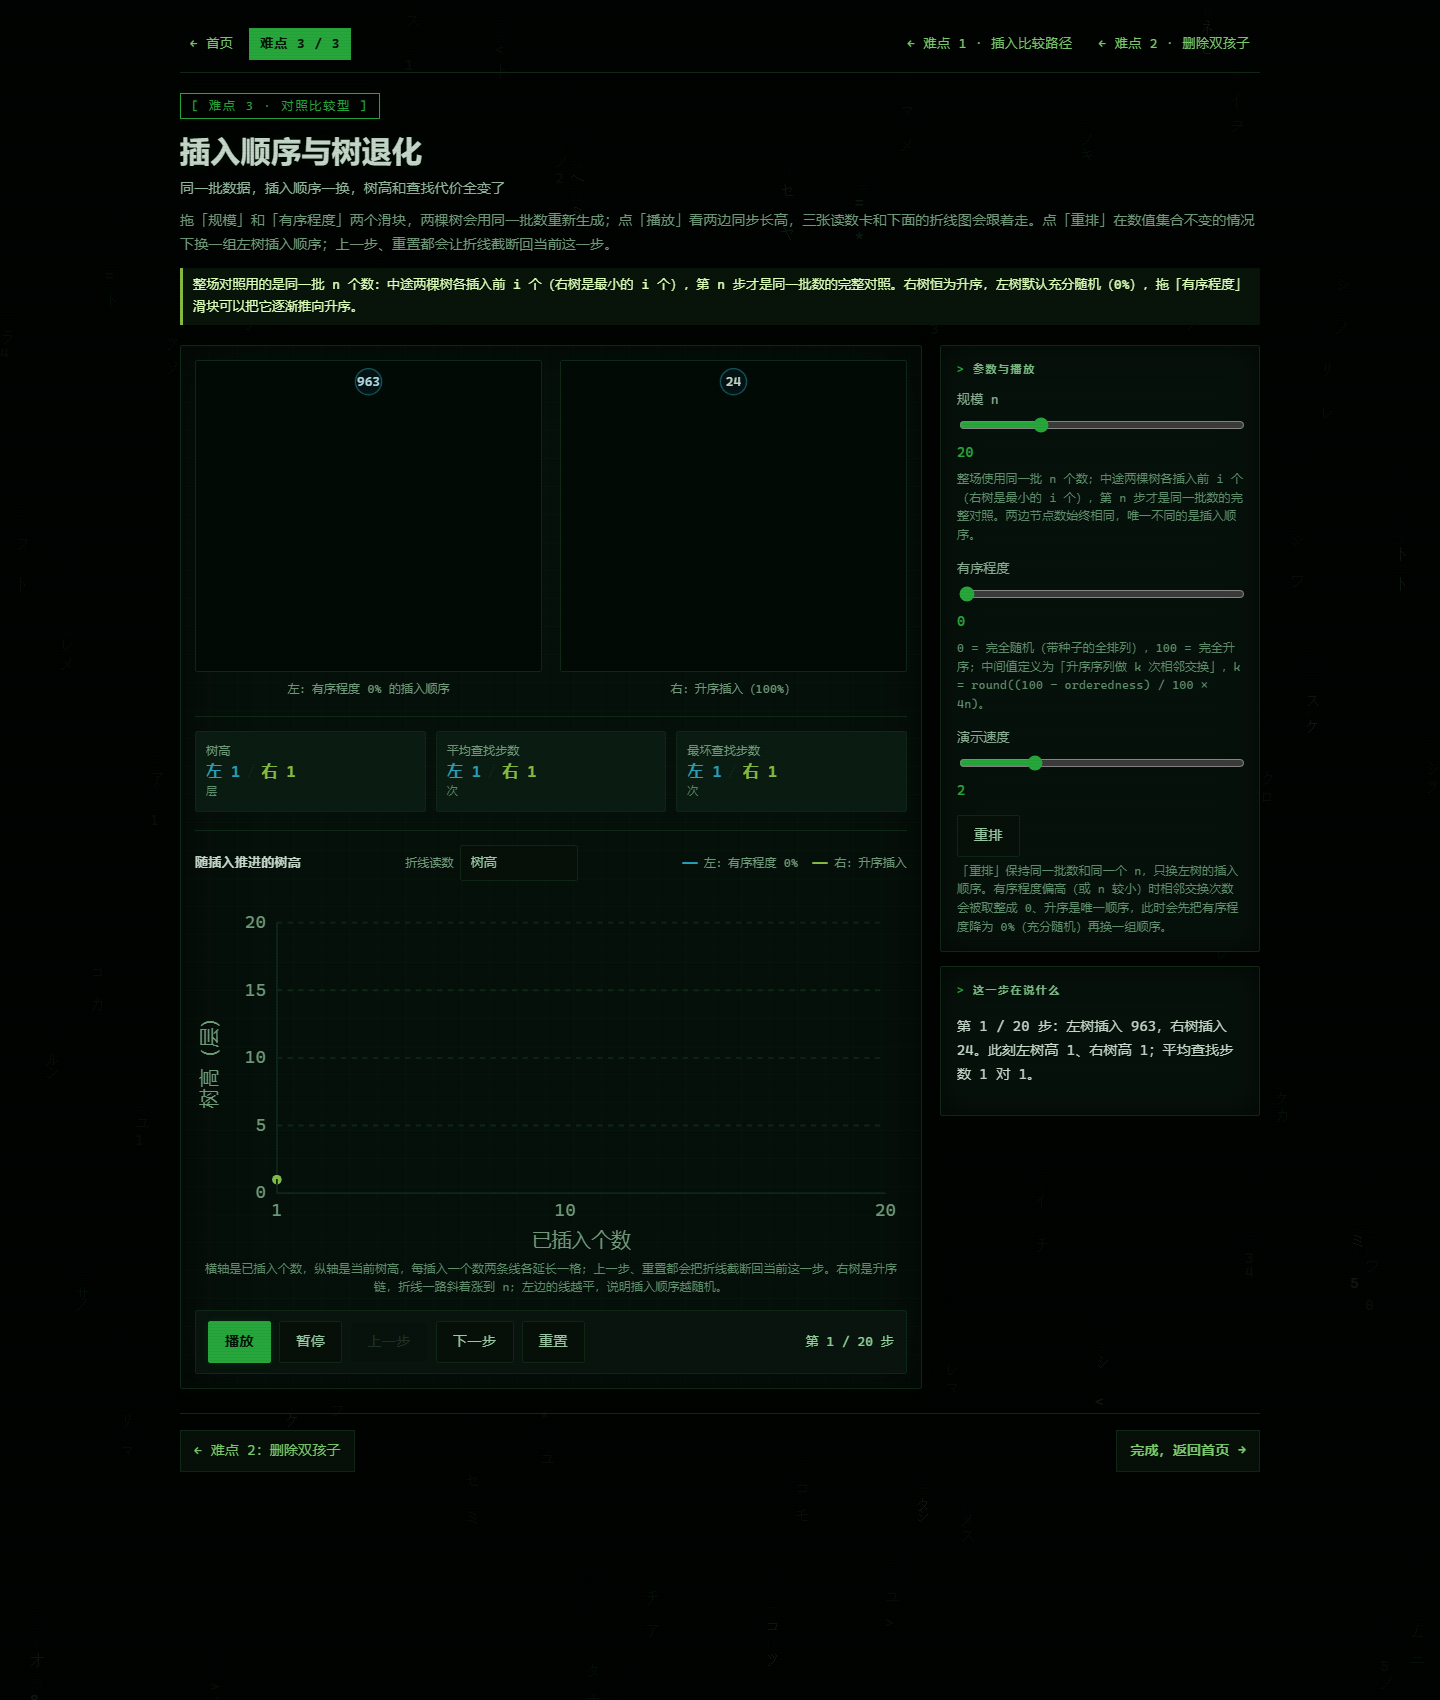 ← 首页
难点 3 / 3
← 难点 1 · 插入比较路径
← 难点 2 · 删除双孩子
[ 难点 3 · 对照比较型 ]
插入顺序与树退化
同一批数据，插入顺序一换，树高和查找代价全变了
拖「规模」和「有序程度」两个滑块，两棵树会用同一批数重新生成；点「播放」看两边同步长高，三张读数卡和下面的折线图会跟着走。点「重排」在数值集合不变的情况
下换一组左树插入顺序；上一步、重置都会让折线截断回当前这一步。
整场对照用的是同一批 n 个数：中途两棵树各插入前 i 个（右树是最小的 i 个），第 n 步才是同一批数的完整对照。右树恒为升序，左树默认充分随机（0%），拖「有序程度」
滑块可以把它逐渐推向升序。
963
24
左：有序程度 0% 的插入顺序
右：升序插入（100%）
树高
左 1 / 右 1
层
平均查找步数
左 1 / 右 1
次
最坏查找步数
左 1 / 右 1
次
随插入推进的树高
折线读数
树高
左：有序程度 0%
右：升序插入
20
15
10
5
0
树高（层）
1
10
20
已插入个数
横轴是已插入个数，纵轴是当前树高，每插入一个数两条线各延长一格；上一步、重置都会把折线截断回当前这一步。右树是升序
链，折线一路斜着涨到 n；左边的线越平，说明插入顺序越随机。
播放
暂停
上一步
下一步
重置
第 1 / 20 步
> 参数与播放
规模 n
20
整场使用同一批 n 个数；中途两棵树各插入前 i 个
（右树是最小的 i 个），第 n 步才是同一批数的完
整对照。两边节点数始终相同，唯一不同的是插入顺
序。
有序程度
0
0 = 完全随机（带种子的全排列），100 = 完全升
序；中间值定义为「升序序列做 k 次相邻交换」，k
= round((100 − orderedness) / 100 ×
4n)。
演示速度
2
重排
「重排」保持同一批数和同一个 n，只换左树的插入
顺序。有序程度偏高（或 n 较小）时相邻交换次数
会被取整成 0、升序是唯一顺序，此时会先把有序程
度降为 0%（充分随机）再换一组顺序。
> 这一步在说什么
第 1 / 20 步：左树插入 963，右树插入
24。此刻左树高 1、右树高 1；平均查找步
数 1 对 1。
← 难点 2：删除双孩子
完成，返回首页 →